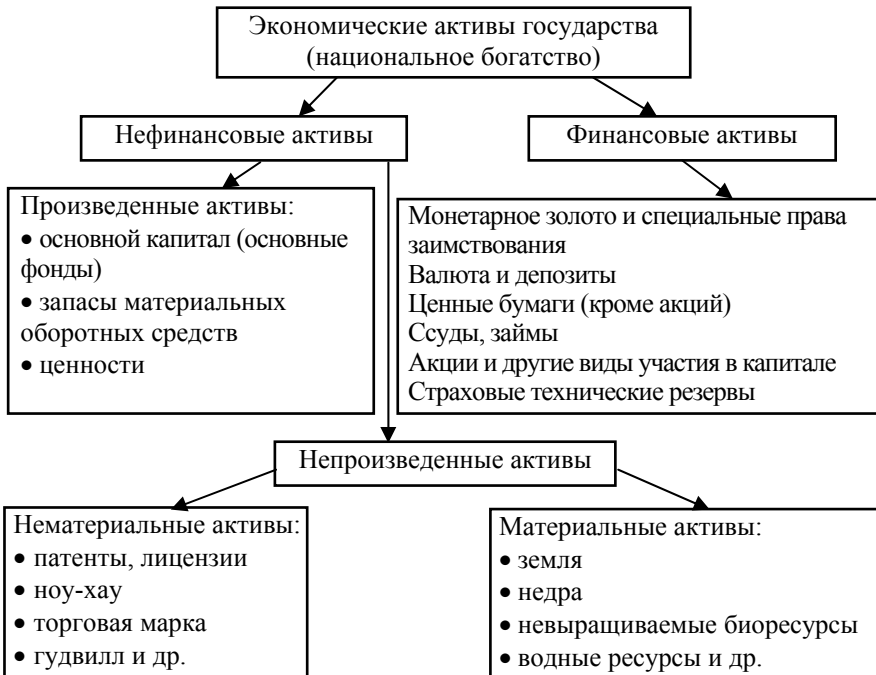 Экономические активы государства
(национальное богатство)
Нефинансовые активы
Финансовые активы
Произведенные активы:
• основной капитал (основные
фонды)
• запасы материальных
оборотных средств
• ценности
Монетарное золото и специальные права
заимствования
Валюта и депозиты
Ценные бумаги (кроме акций)
Ссуды, займы
Акции и другие виды участия в капитале
Страховые технические резервы
Непроизведенные активы
Нематериальные активы:
• патенты, лицензии
• ноу-хау
• торговая марка
• гудвилл и др.
Материальные активы:
• земля
• недра
• невыращиваемые биоресурсы
• водные ресурсы и др.